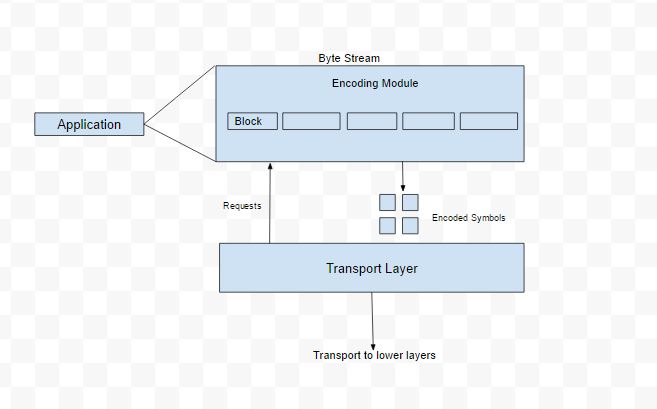 Byte Stream
Encoding Module
Application
Block
Requests
Encoded Symbols
Transport Layer
Transport to lower layers